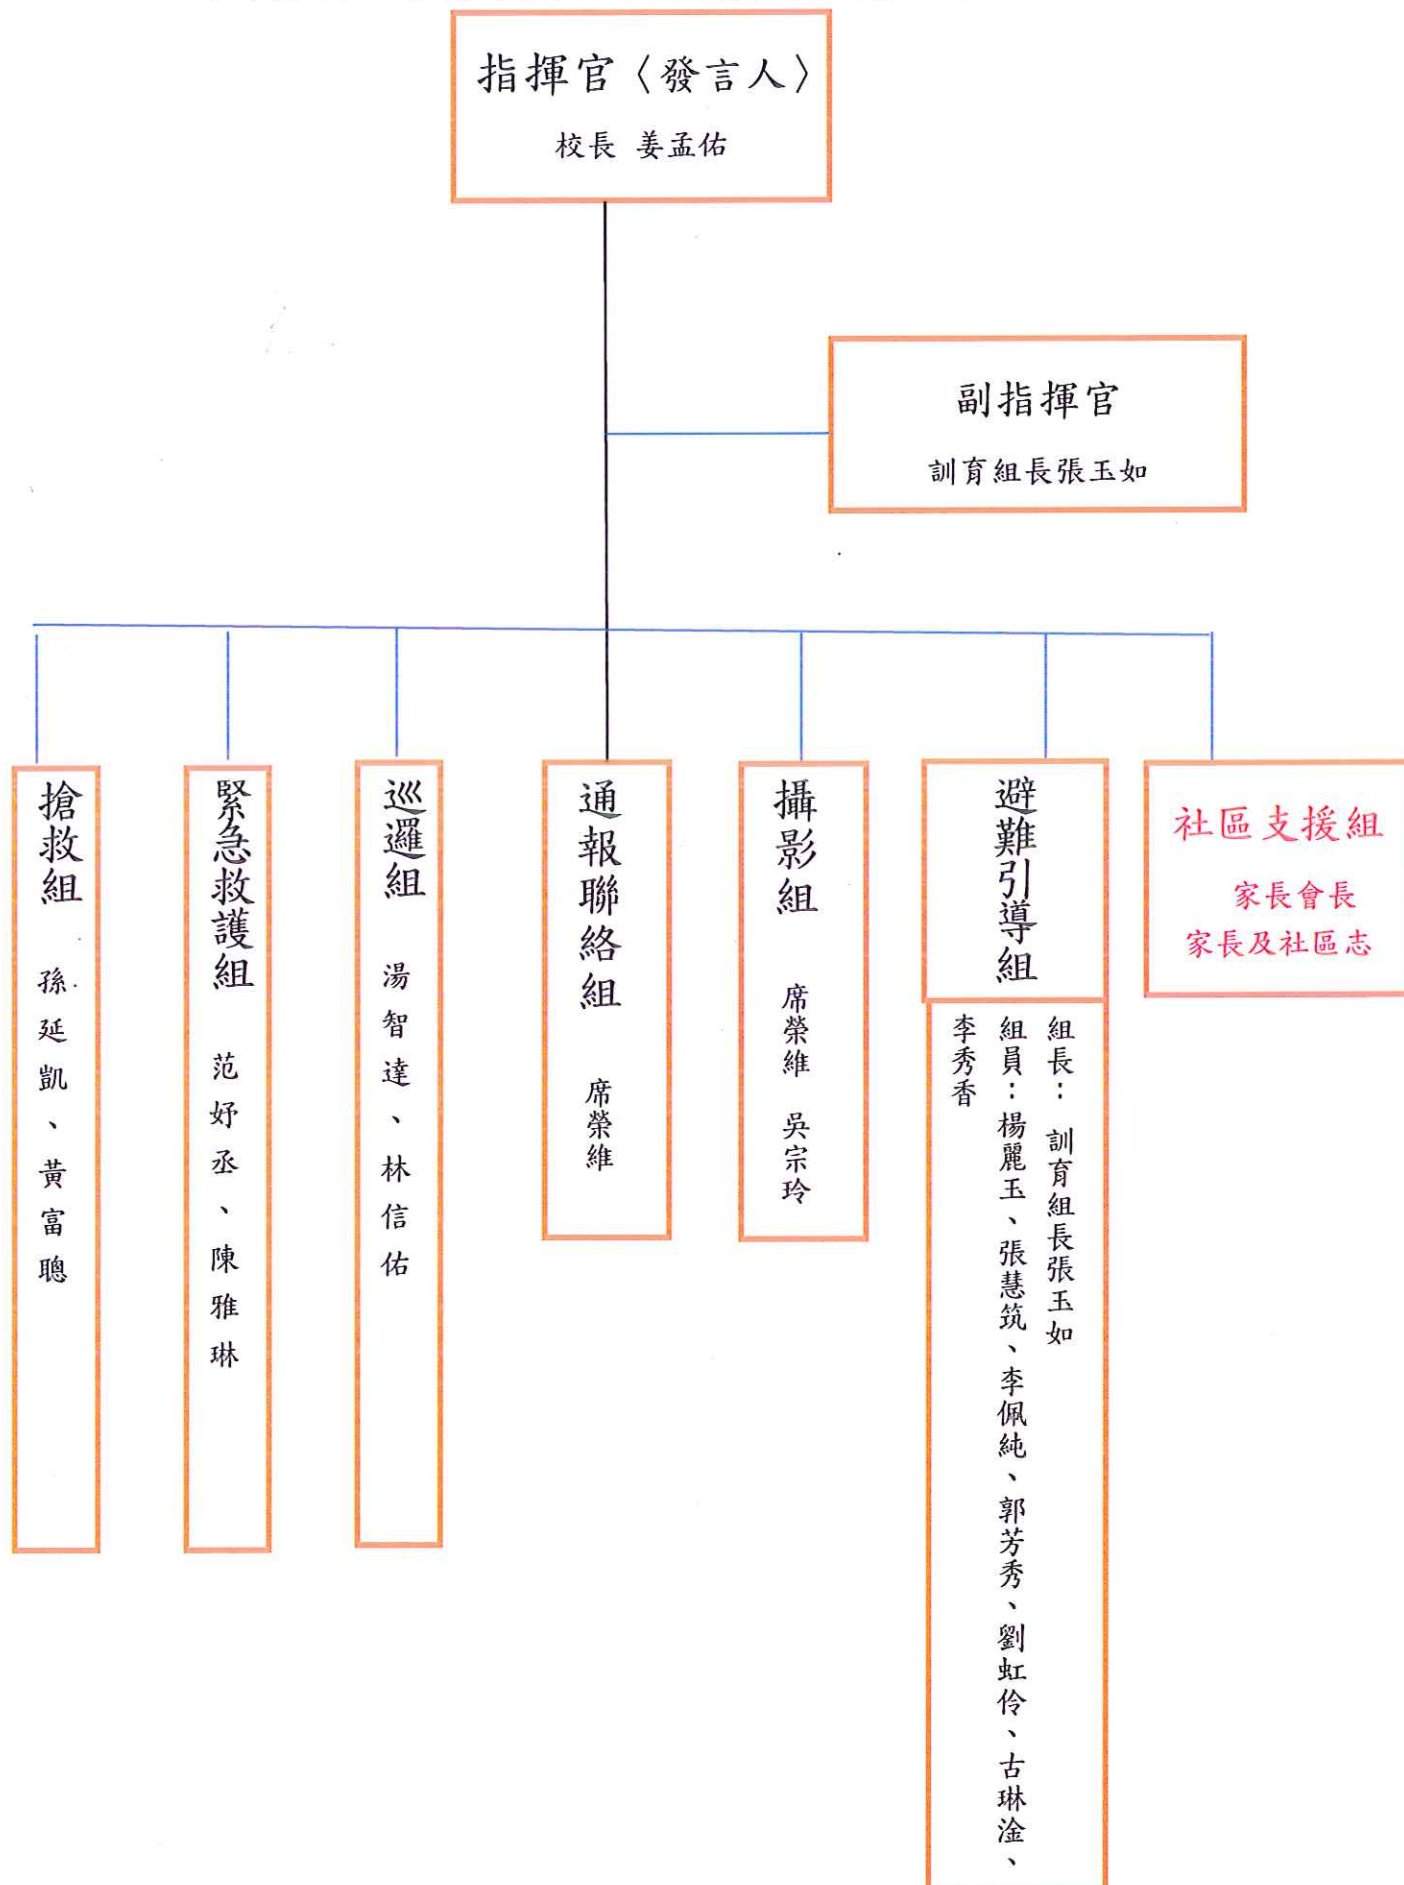 指揮官〈發言人〉
校長 姜孟佑
副指揮官
訓育組長張玉如
搶救組 孫延凱、黃富聰
緊急救護組 范妤丞、陳雅琳
巡邏組 湯智達、林信佑
通報聯絡組 席榮維
攝影組 席榮維 吳宗玲
避難引導組
組長： 訓育組長張玉如
組員：楊麗玉、張慧筑、李佩純、郭芳秀、劉虹伶、古琳淦、
李秀香
社區支援組
家長會長
家長及社區志